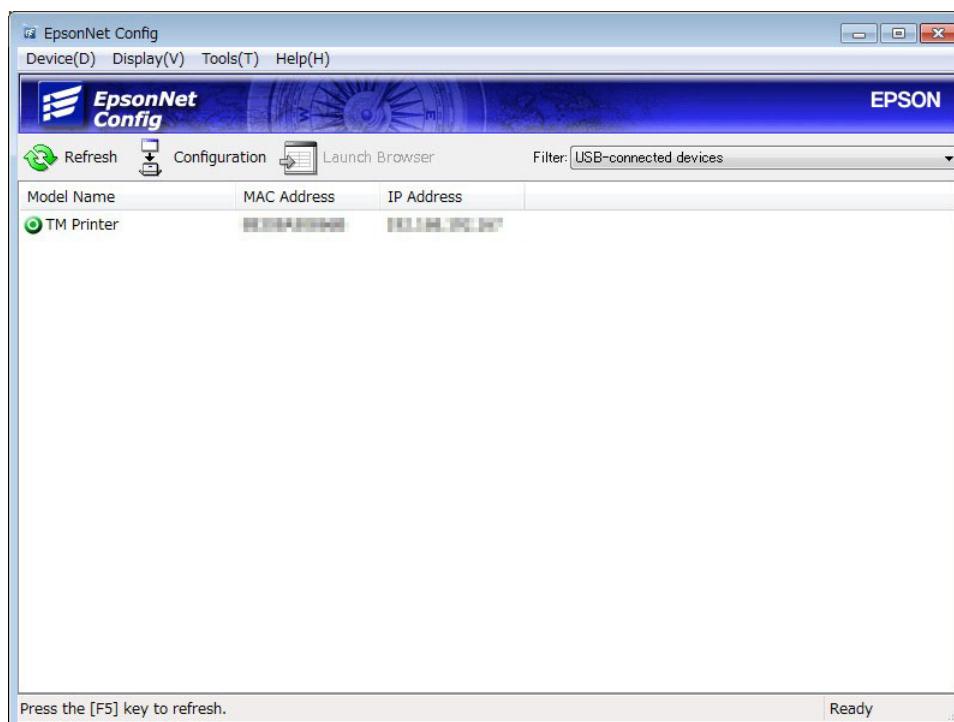 EpsonNet Config
Device(D) Display(V) Tools(T) Help(H)
EpsonNet
Config
EPSON
Refresh Configuration Launch Browser Filter: USB-connected devices
Model Name MAC Address IP Address
TM Printer
Press the [F5] key to refresh. Ready